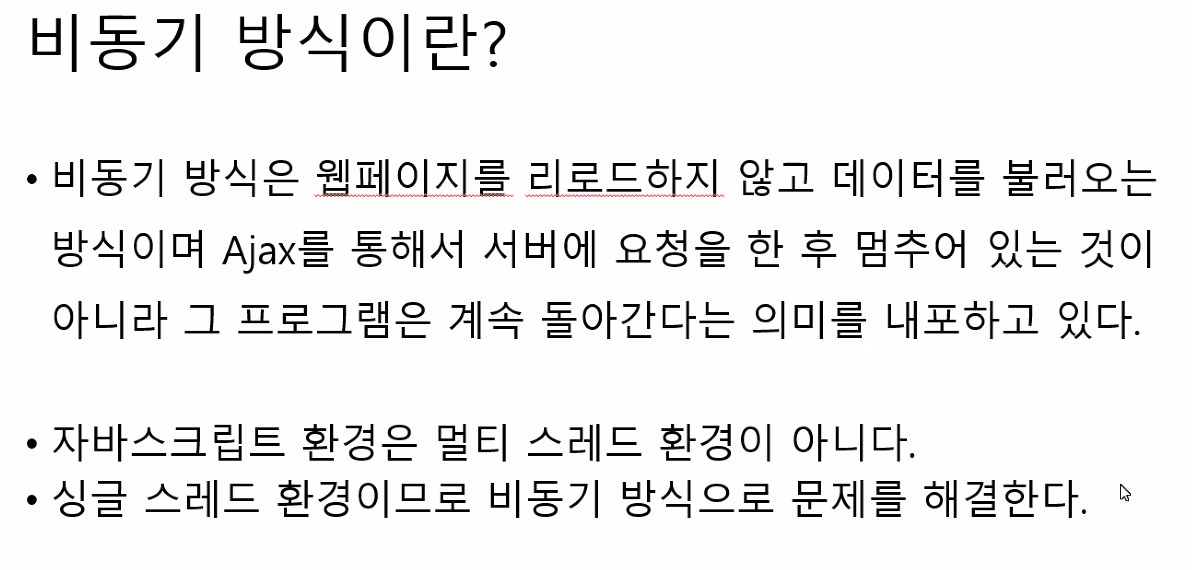 비동기 방식이란?
• 비동기 방식은 웹페이지를 리로드하지 않고 데이터를 불러오는
방식이며 Ajax를 통해서 서버에 요청을 한 후 멈추어 있는 것이
아니라 그 프로그램은 계속 돌아간다는 의미를 내포하고 있다.
• 자바스크립트 환경은 멀티 스레드 환경이 아니다.
• 싱글 스레드 환경이므로 비동기 방식으로 문제를 해결한다.